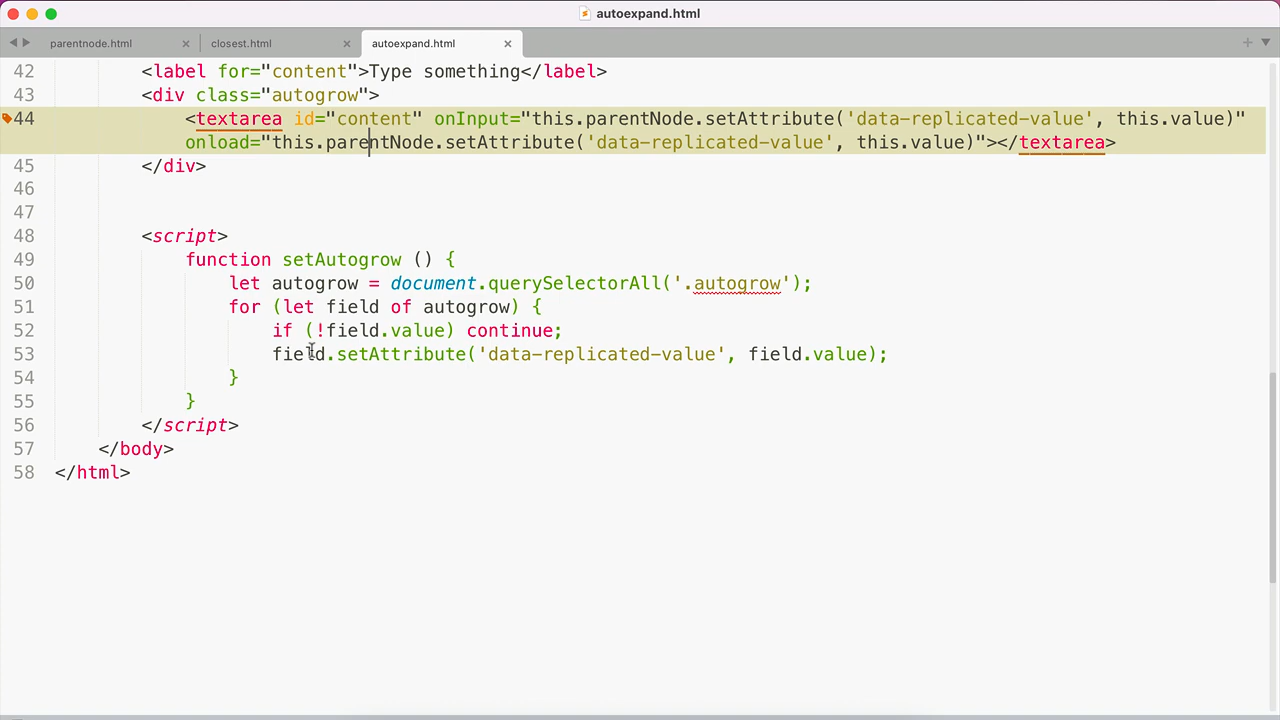 autoexpand.html
parentnode.html × closest.html × autoexpand.html ×
42 <label for="content">Type something</label>
43 <div class="autogrow">
44 <textarea id="content" onInput="this.parentNode.setAttribute('data-replicated-value', this.value)"
onload="this.parentNode.setAttribute('data-replicated-value', this.value)"></textarea>
45 </div>
46
47
48 <script>
49 function setAutogrow () {
50 let autogrow = document.querySelectorAll('.autogrow');
51 for (let field of autogrow) {
52 if (!field.value) continue;
53 field.setAttribute('data-replicated-value', field.value);
54 }
55 }
56 </script>
57 </body>
58 </html>